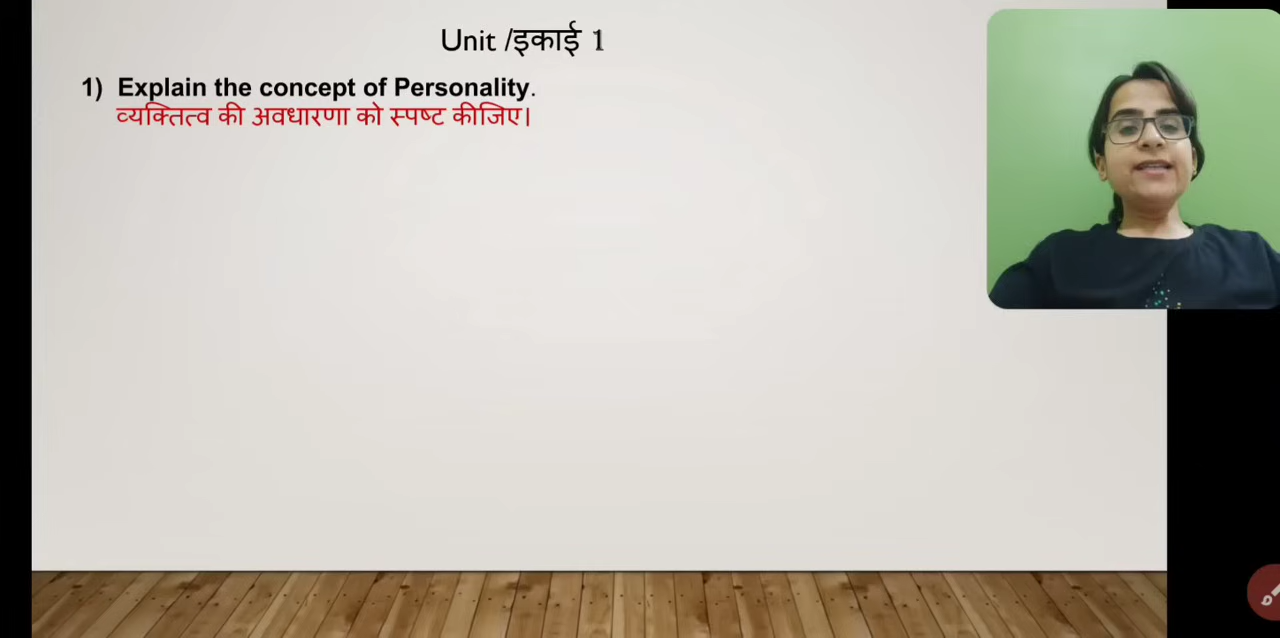 Unit /इकाई 1
1) Explain the concept of Personality.
व्यक्तित्व की अवधारणा को स्पष्ट कीजिए।